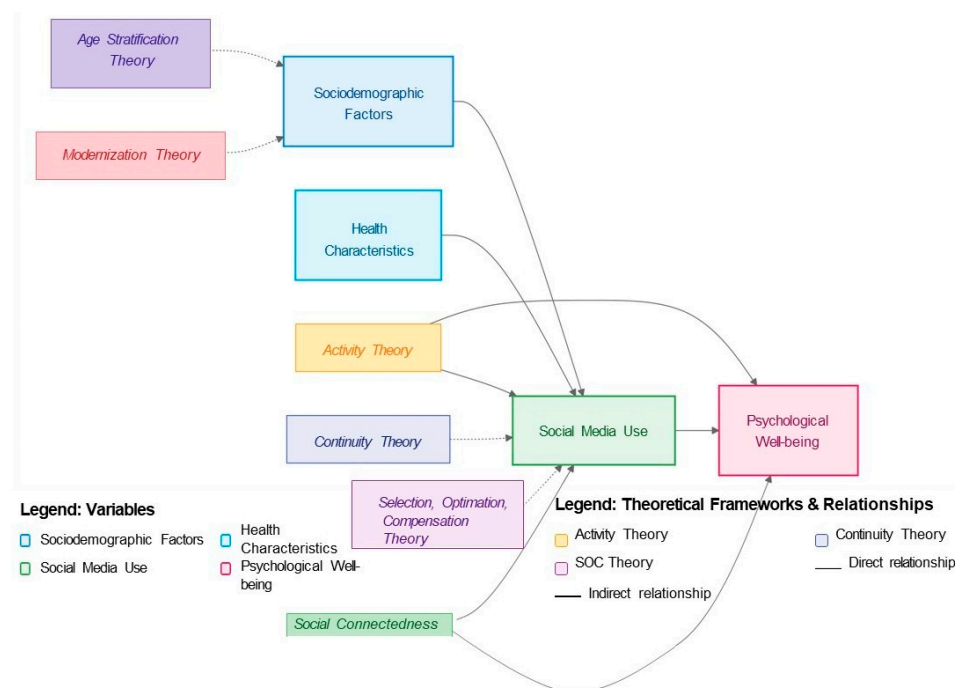 Age Stratification
Theory
Sociodemographic
Factors
Modernization Theory
Health
Characteristics
Activity Theory
Continuity Theory
Social Media Use
Psychological
Well-being
Selection, Optimation,
Compensation
Theory
Legend: Variables
Sociodemographic Factors
Health
Characteristics
Social Media Use
Psychological Well-
being
Legend: Theoretical Frameworks & Relationships
Activity Theory
Continuity Theory
SOC Theory
Direct relationship
Indirect relationship
Social Connectedness